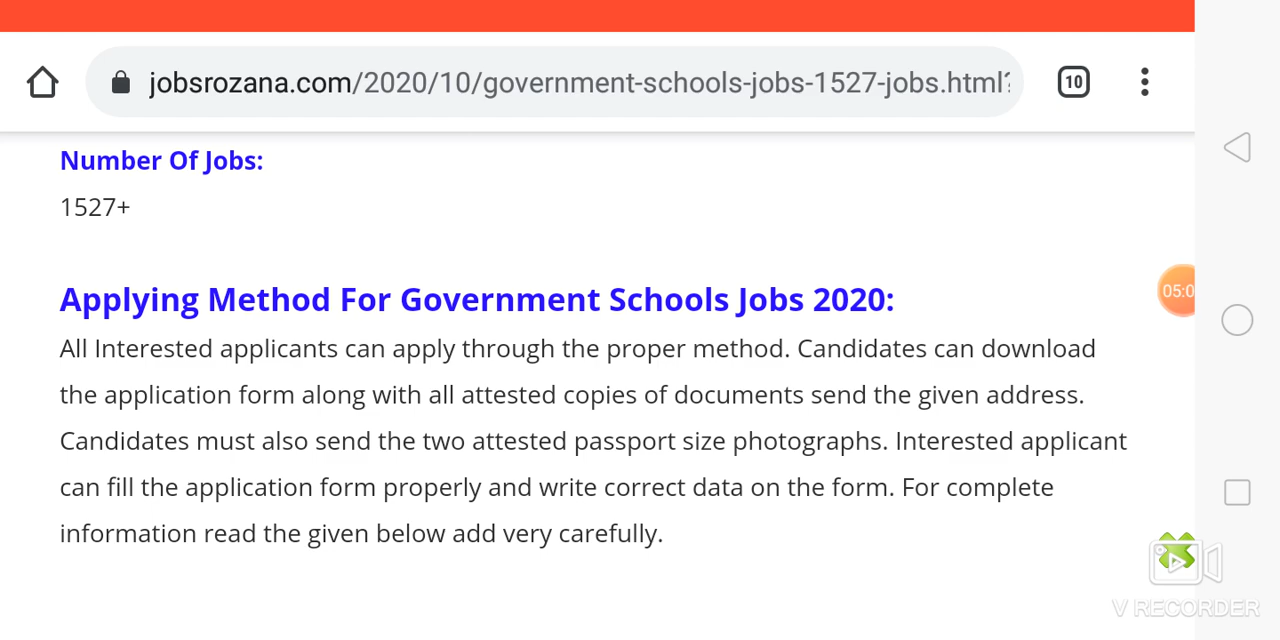 jobsrozana.com/2020/10/government-schools-jobs-1527-jobs.html?
10
Number Of Jobs:
1527+
05:0
Applying Method For Government Schools Jobs 2020:
All Interested applicants can apply through the proper method. Candidates can download
the application form along with all attested copies of documents send the given address.
Candidates must also send the two attested passport size photographs. Interested applicant
can fill the application form properly and write correct data on the form. For complete
information read the given below add very carefully.
V RECORDER